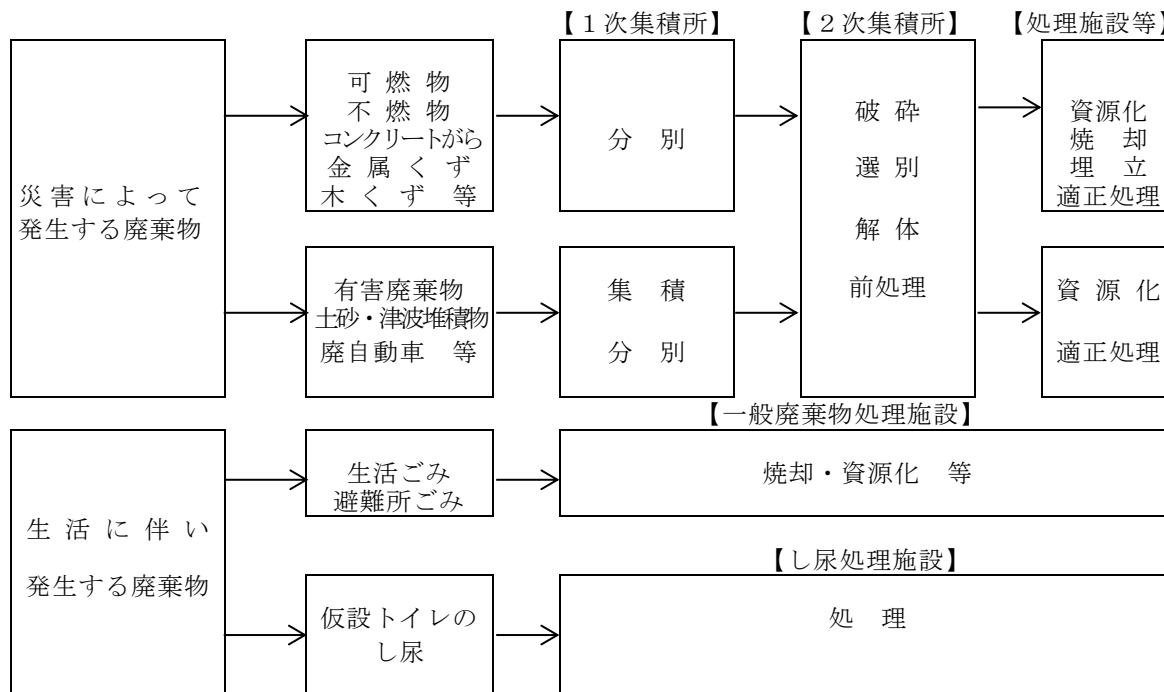 【1次集積所】
【2次集積所】
【処理施設等】
災害によって
発生する廃棄物
可燃物
不燃物
コンクリートがら
金属くず
木くず等
分別
破砕
選別
解体
前処理
資源化
焼却
埋立
適正処理
有害廃棄物
土砂・津波堆積物
廃自動車 等
集積
分別
資源化
適正処理
【一般廃棄物処理施設】
生活に伴い
発生する廃棄物
生活ごみ
避難所ごみ
焼却・資源化 等
【し尿処理施設】
仮設トイレの
し尿
処理